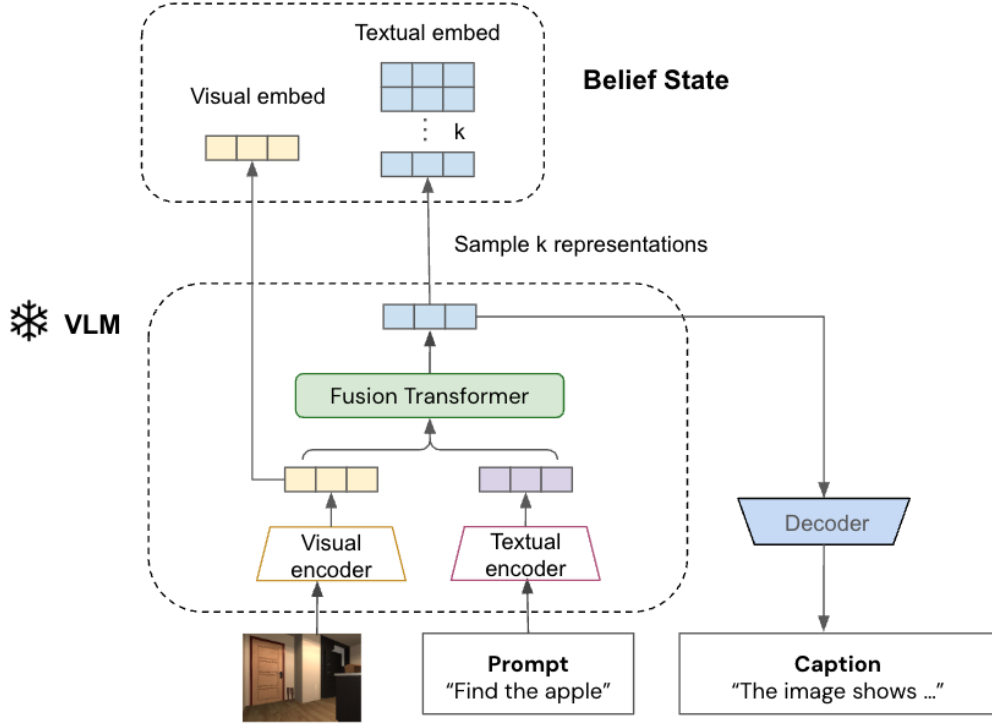 Textual embed
Visual embed
k
Belief State
Sample k representations
VLM
Fusion Transformer
Visual
encoder
Textual
encoder
Decoder
Prompt
“Find the apple”
Caption
“The image shows ...”